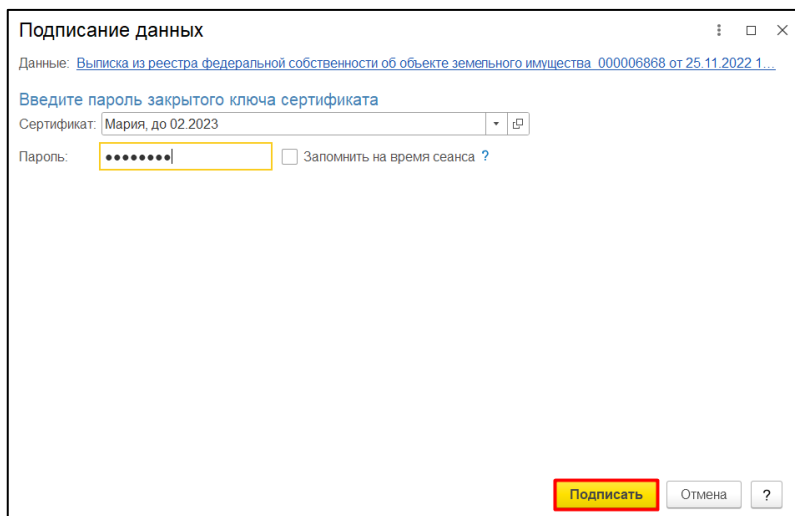 Подписание данных
Данные: Выписка из реестра федеральной собственности об объекте земельного имущества 000006868 от 25.11.2022 1...
Введите пароль закрытого ключа сертификата
Сертификат: Мария, до 02.2023
Пароль: ●●●●●●●● Запомнить на время сеанса ?
Подписать Отмена ?